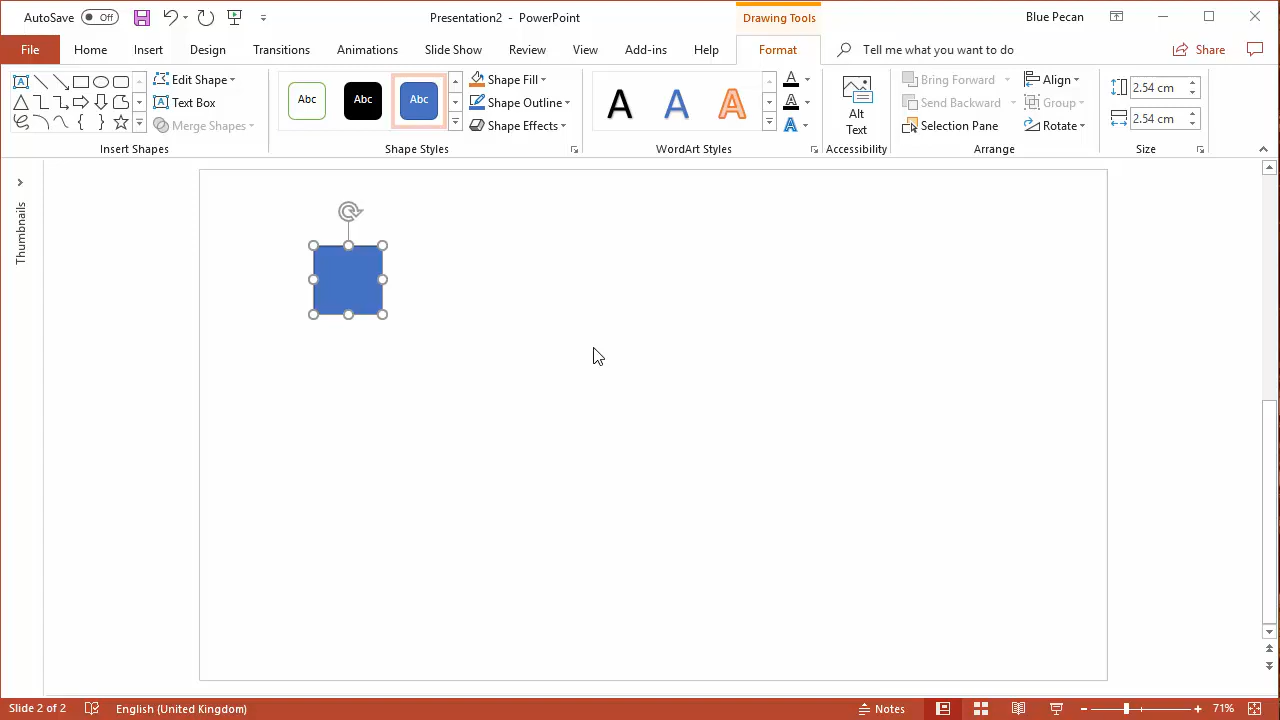 AutoSave Off Presentation2 - PowerPoint Drawing Tools Blue Pecan
File Home Insert Design Transitions Animations Slide Show Review View Add-ins Help Format Tell me what you want to do Share
Edit Shape
Text Box
Merge Shapes
Insert Shapes
Abc Abc Abc
Shape Fill
Shape Outline
Shape Effects
Shape Styles
A A A
A
A
A
WordArt Styles
Alt
Text
Accessibility
Bring Forward
Send Backward
Selection Pane
Align
Group
Rotate
Arrange
2.54 cm
2.54 cm
Size
Thumbnails
Slide 2 of 2 English (United Kingdom) Notes 71%